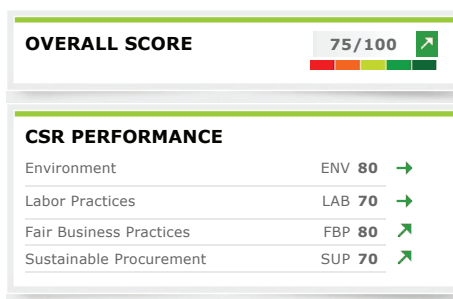 OVERALL SCORE 75/100
CSR PERFORMANCE
Environment ENV 80
Labor Practices LAB 70
Fair Business Practices FBP 80
Sustainable Procurement SUP 70